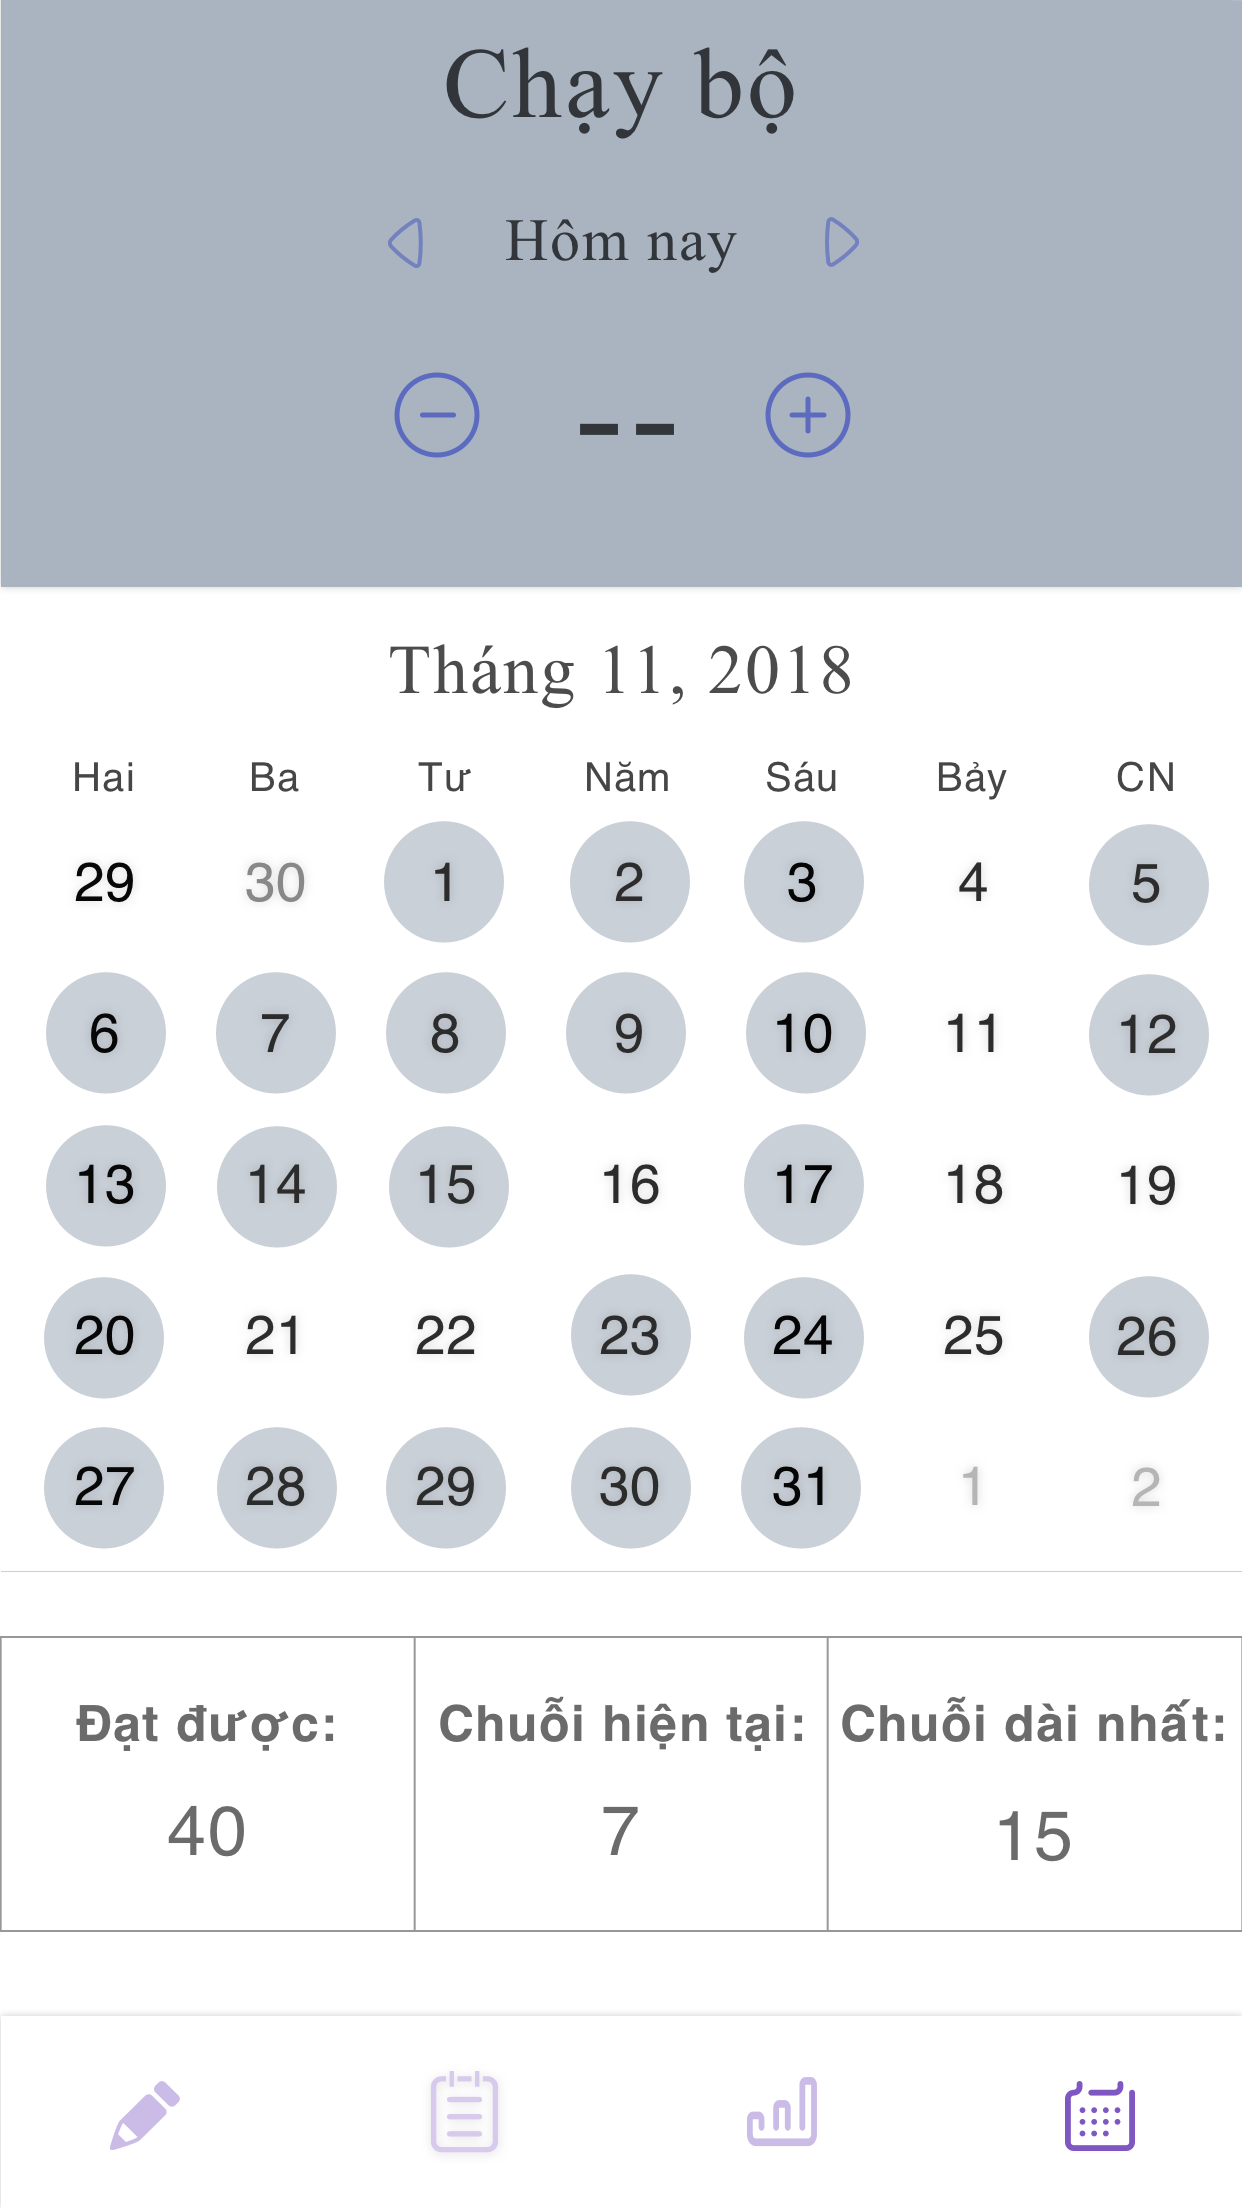 Chạy bộ
Hôm nay
--
Tháng 11, 2018
Hai Ba Tư Năm Sáu Bảy CN
29 30 1 2 3 4 5
6 7 8 9 10 11 12
13 14 15 16 17 18 19
20 21 22 23 24 25 26
27 28 29 30 31 1 2
Đạt được: Chuỗi hiện tại: Chuỗi dài nhất:
40 7 15